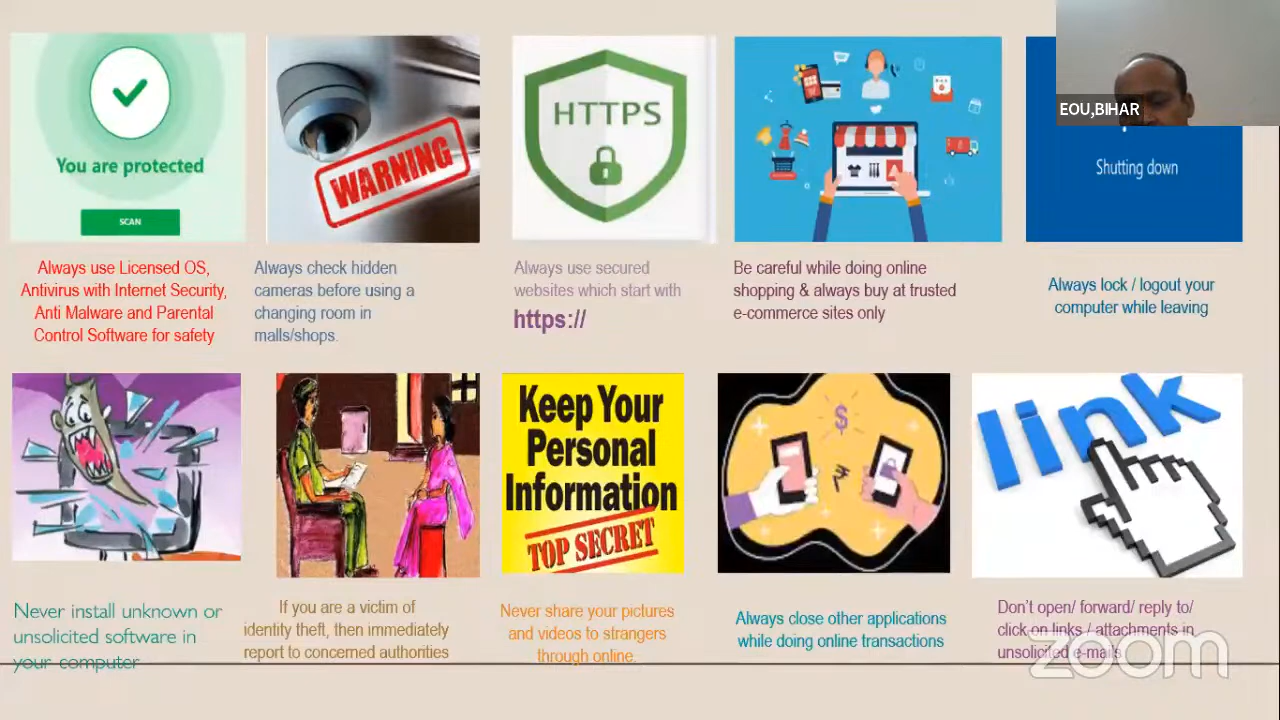 You are protected
SCAN
WARNING
HTTPS
EOU,BIHAR
Shutting down
Always use Licensed OS,
Antivirus with Internet Security,
Anti Malware and Parental
Control Software for safety
Always check hidden
cameras before using a
changing room in
malls/shops.
Always use secured
websites which start with
https://
Be careful while doing online
shopping & always buy at trusted
e-commerce sites only
Always lock / logout your
computer while leaving
Keep Your
Personal
Information
TOP SECRET
$
₹
link
Never install unknown or
unsolicited software in
your computer
If you are a victim of
identity theft, then immediately
report to concerned authorities
Never share your pictures
and videos to strangers
through online.
Always close other applications
while doing online transactions
Don't open/ forward/ reply to/
click on links / attachments in
unsolicited e-mails
zoom